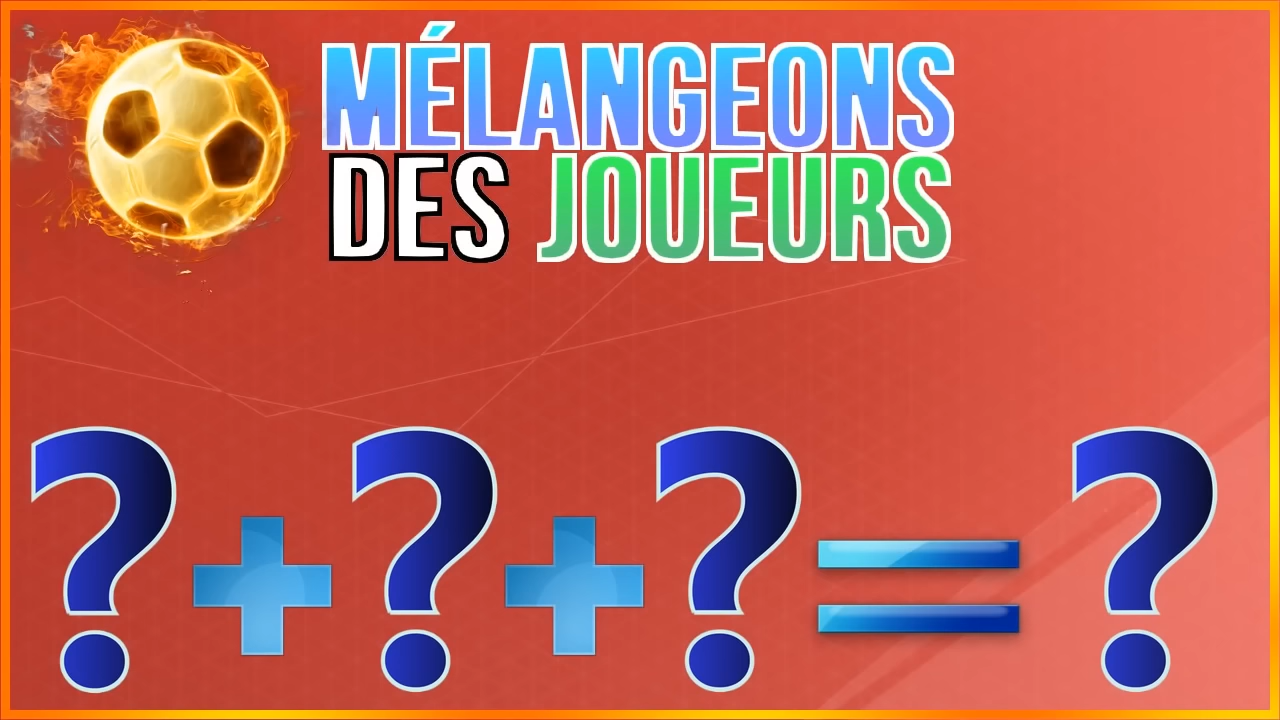 MÉLANGEONS
DES JOUEURS
? + ? + ? = ?